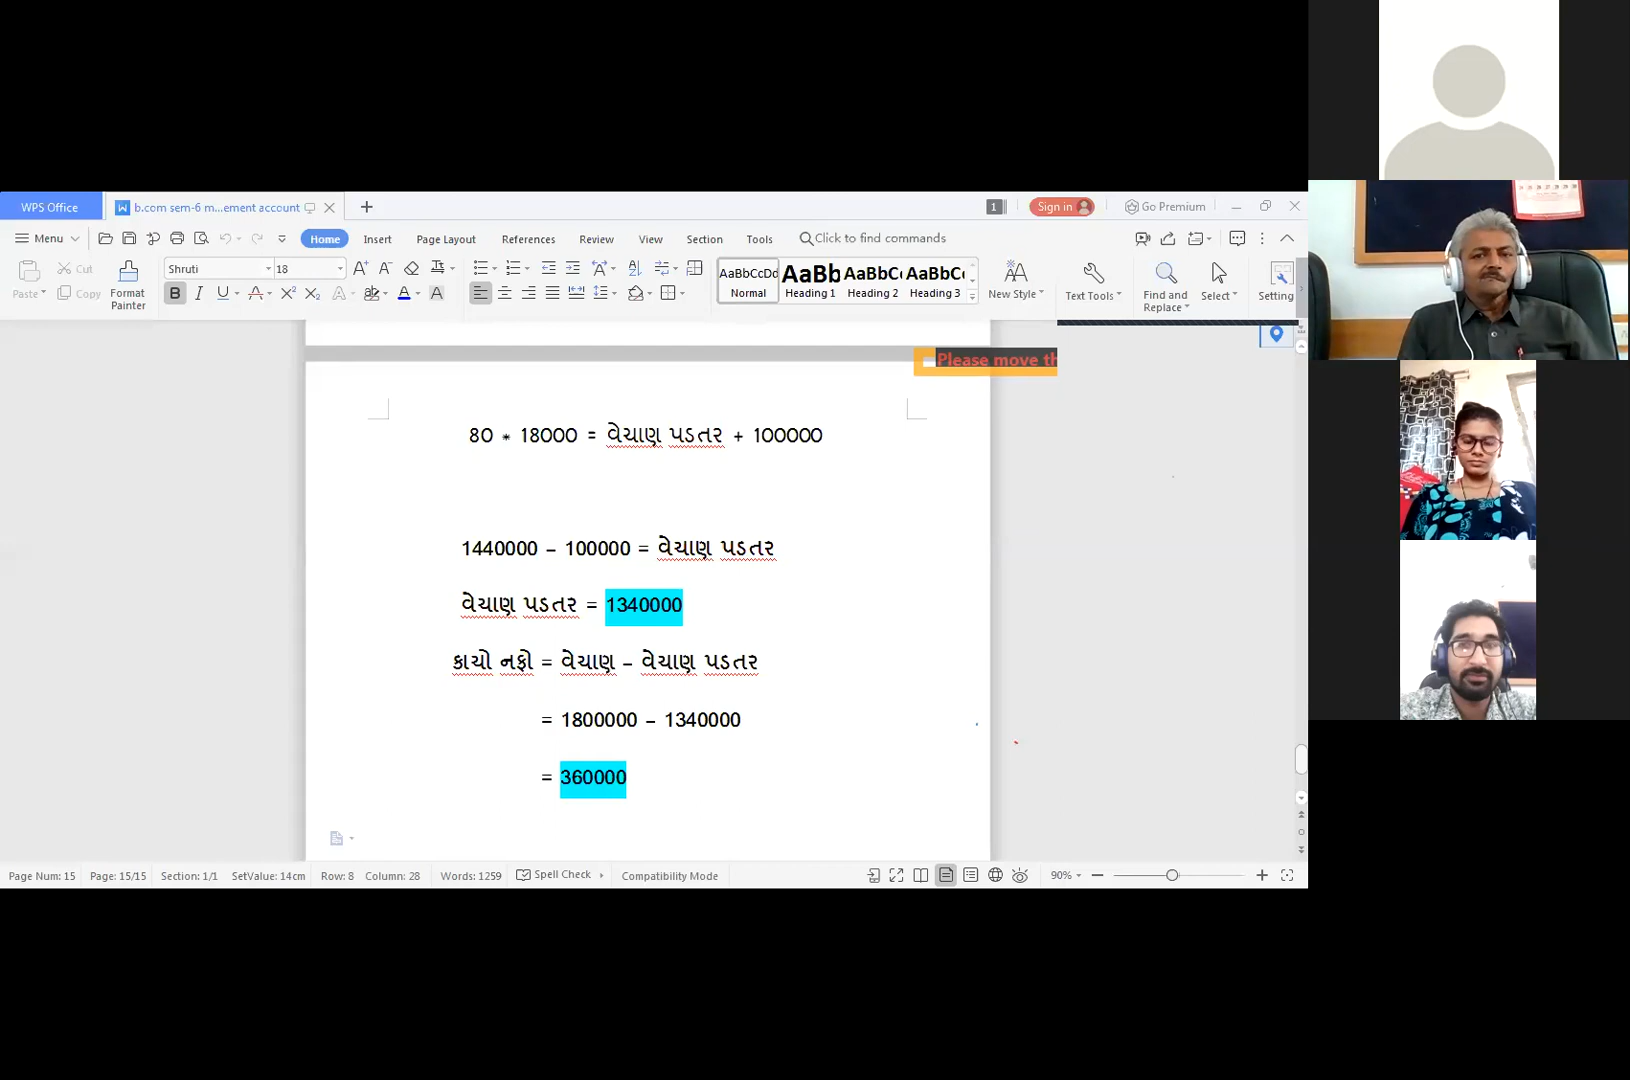 WPS Office
b.com sem-6 m...ement account
1
Sign in
Go Premium
Menu
Home
Insert
Page Layout
References
Review
View
Section
Tools
Click to find commands
Paste
Cut
Copy
Format Painter
Shruti
18
AaBbCcDd
Normal
AaBb
Heading 1
AaBbC
Heading 2
AaBbC
Heading 3
New Style
Text Tools
Find and Replace
Select
Setting
Please move th
80 * 18000 = વેચાણ પડતર + 100000
1440000 – 100000 = વેચાણ પડતર
વેચાણ પડતર = 1340000
કાચો નફો = વેચાણ – વેચાણ પડતર
= 1800000 – 1340000
= 360000
Page Num: 15
Page: 15/15
Section: 1/1
SetValue: 14cm
Row: 8
Column: 28
Words: 1259
Spell Check
Compatibility Mode
90%